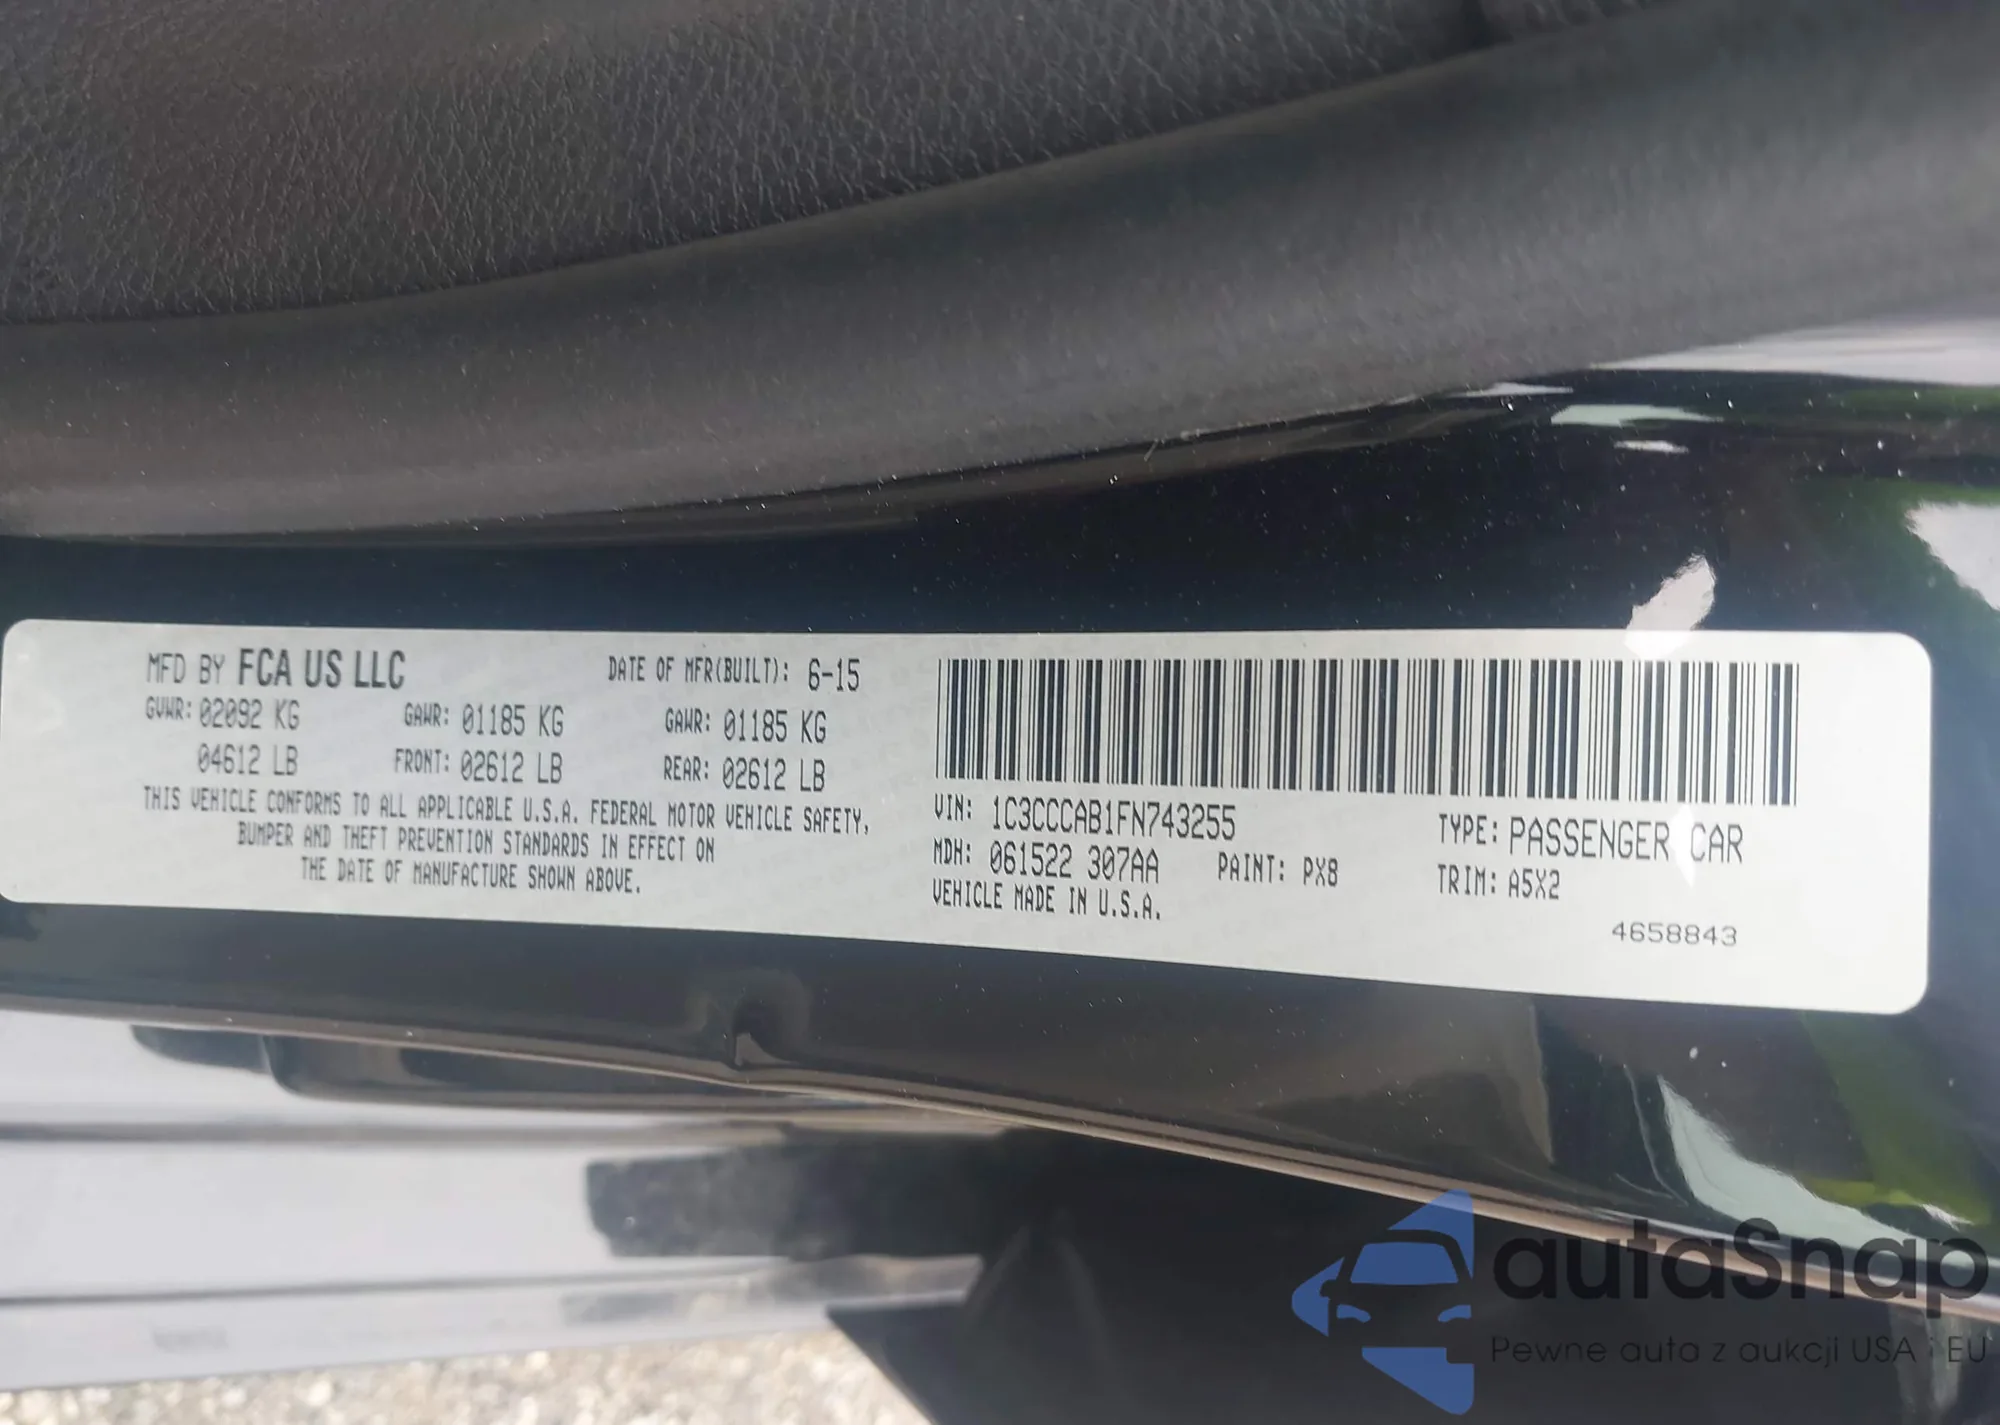 MFD BY FCA US LLC DATE OF MFR(BUILT): 6-15
GVWR: 02092 KG GAWR: 01185 KG GAWR: 01185 KG
04612 LB FRONT: 02612 LB REAR: 02612 LB
THIS VEHICLE CONFORMS TO ALL APPLICABLE U.S.A. FEDERAL MOTOR VEHICLE SAFETY,
BUMPER AND THEFT PREVENTION STANDARDS IN EFFECT ON
THE DATE OF MANUFACTURE SHOWN ABOVE.
VIN: 1C3CCCAB1FN743255 TYPE: PASSENGER CAR
MDH: 061522 307AA PAINT: PX8 TRIM: A5X2
VEHICLE MADE IN U.S.A.
4658843
autaSnap
Pewne auta z aukcji USA i EU